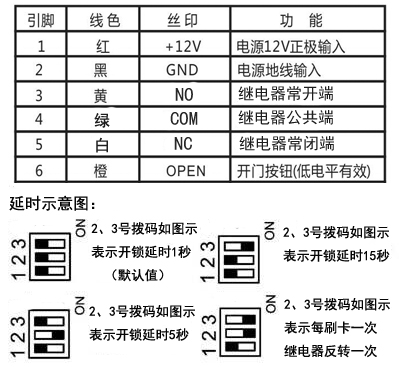 引脚 线色 丝印 功 能
1 红 +12V 电源12V正极输入
2 黑 GND 电源地线输入
3 黄 NO 继电器常开端
4 绿 COM 继电器公共端
5 白 NC 继电器常闭端
6 橙 OPEN 开门按钮(低电平有效)
延时示意图:
ON
1 2 3
2、3号拨码如图示
表示开锁延时1秒
(默认值)
ON
1 2 3
2、3号拨码如图示
表示开锁延时15秒
ON
1 2 3
2、3号拨码如图示
表示开锁延时5秒
ON
1 2 3
2、3号拨码如图示
表示每刷卡一次
继电器反转一次